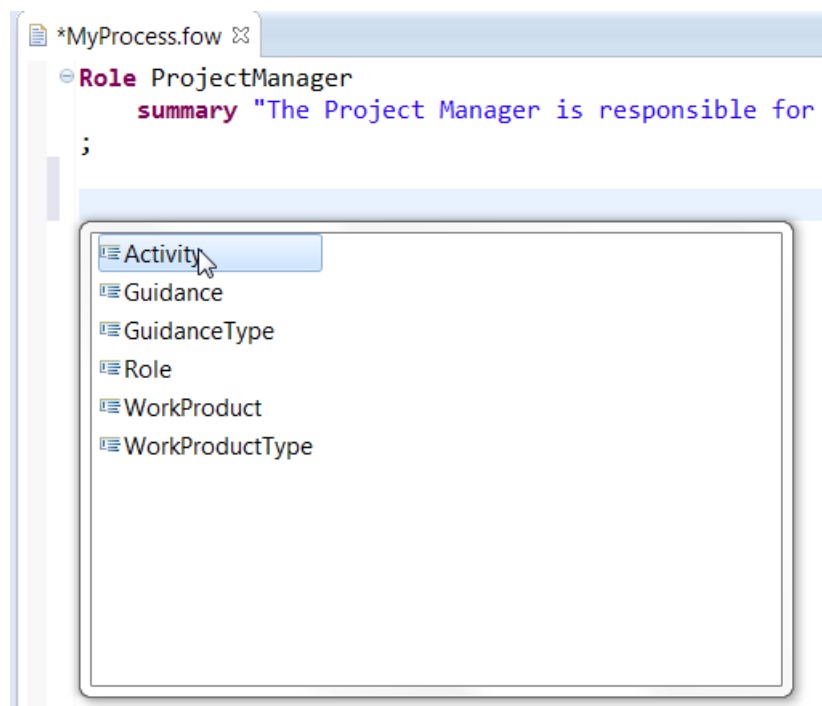 *MyProcess.fow
Role ProjectManager
summary "The Project Manager is responsible for
;
Activity
Guidance
GuidanceType
Role
WorkProduct
WorkProductType